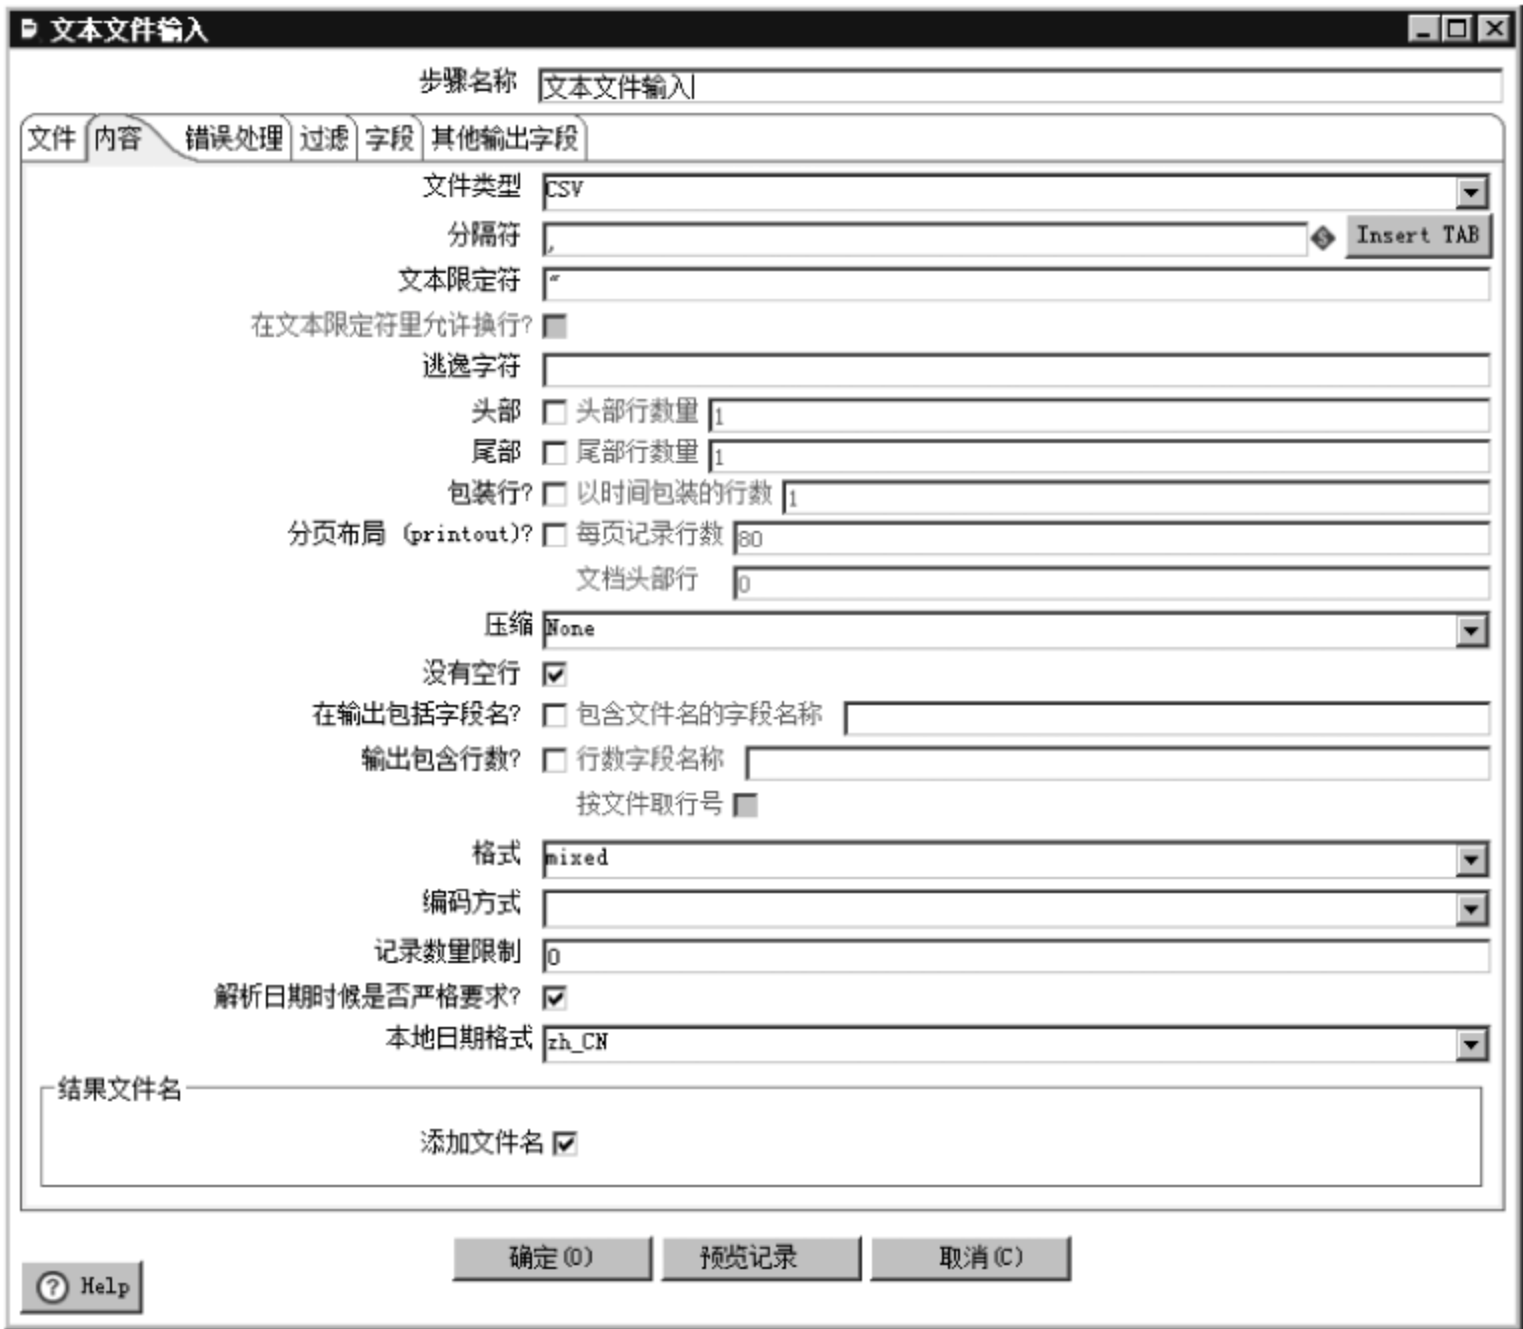 文本文件输入
步骤名称 文本文件输入
文件 内容 错误处理 过滤 字段 其他输出字段
文件类型 CSV
分隔符 , S Insert TAB
文本限定符 "
在文本限定符里允许换行?
逃逸字符
头部 头部行数量 1
尾部 尾部行数量 1
包装行? 以时间包装的行数 1
分页布局 (printout)? 每页记录行数 80
文档头部行 0
压缩 None
没有空行
在输出包括字段名? 包含文件名的字段名称
输出包含行数? 行数字段名称
按文件取行号
格式 mixed
编码方式
记录数量限制 0
解析日期时候是否严格要求?
本地日期格式 zh_CN
结果文件名
添加文件名
确定(O) 预览记录 取消(C)
? Help